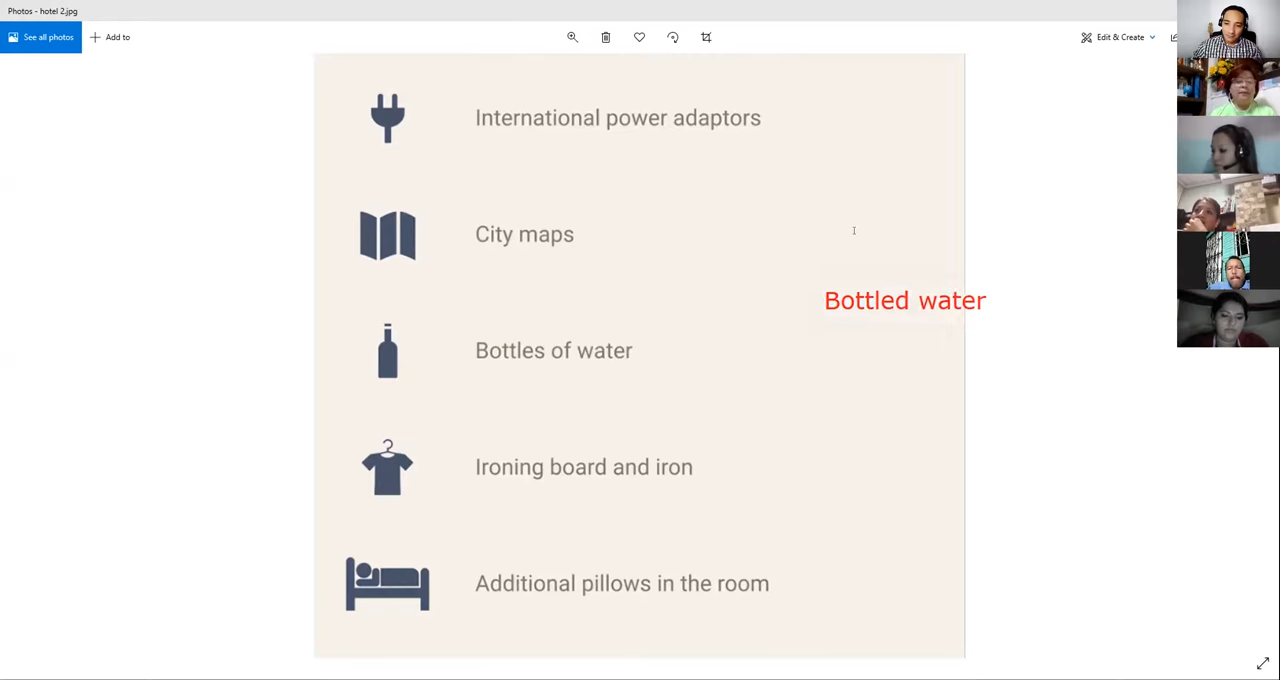 Photos - hotel 2.jpg
See all photos
Add to
Edit & Create
International power adaptors
City maps
Bottled water
Bottles of water
Ironing board and iron
Additional pillows in the room